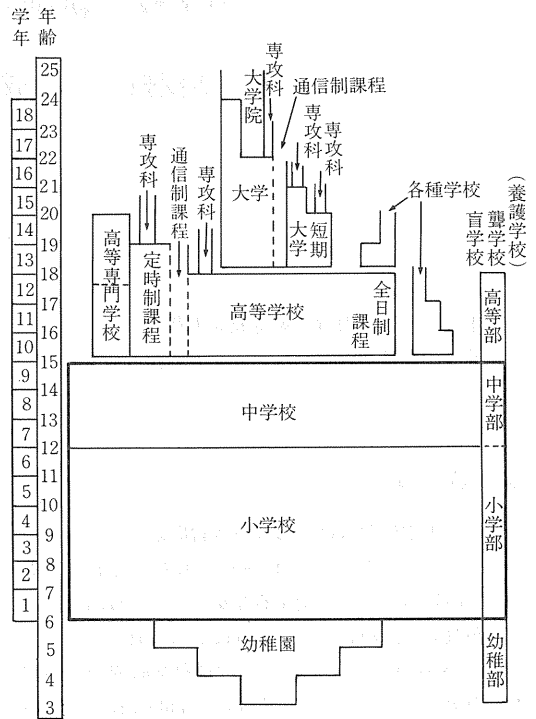 学年
年齢
25
24
23
22
21
20
19
18
17
16
15
14
13
12
11
10
9
8
7
6
5
4
3
18
17
16
15
14
13
12
11
10
9
8
7
6
5
4
3
2
1
専攻科
通信制課程
専攻科
専攻科
大学院
専攻科
通信制課程
専攻科
専攻科
大学
短期大学
各種学校
(養護学校)
聾学校
盲学校
高等専門学校
定時制課程
高等学校
全日制課程
高等部
中学校
中学部
小学校
小学部
幼稚園
幼稚部